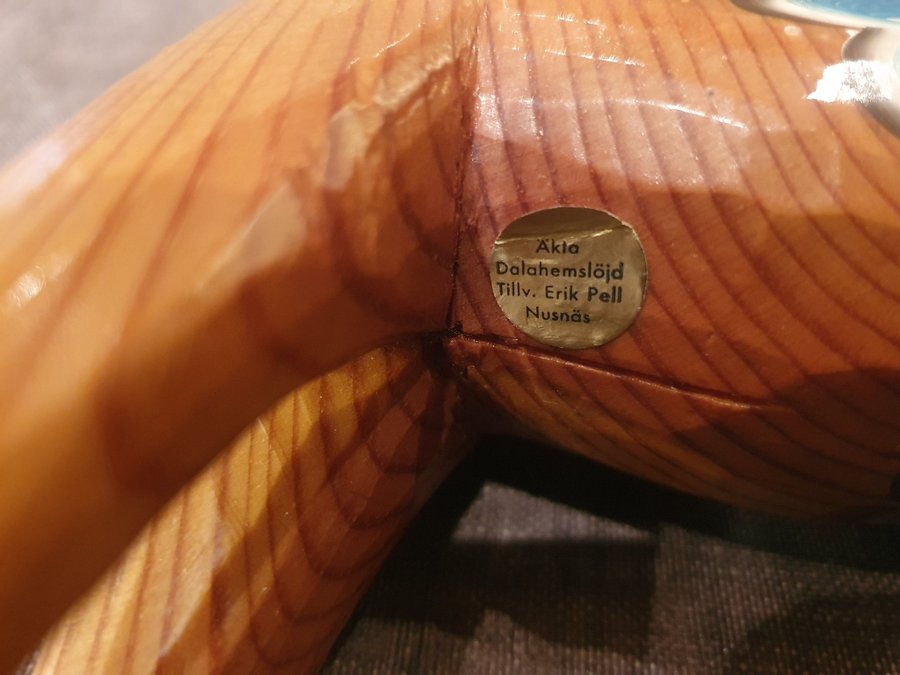 Äkta
Dalahemslöjd
Tillv. Erik Pell
Nusnäs